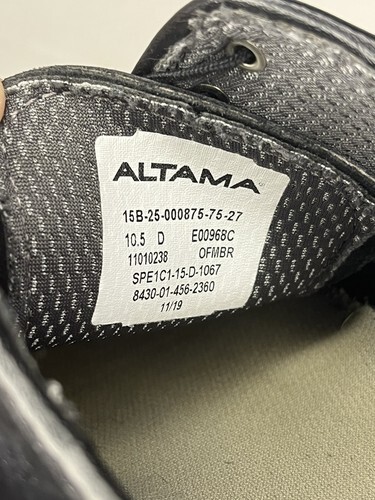 ALTAMA
15B-25-000875-75-27
10.5 D E00968C
11010238 OFMBR
SPE1C1-15-D-1067
8430-01-456-2360
11/19